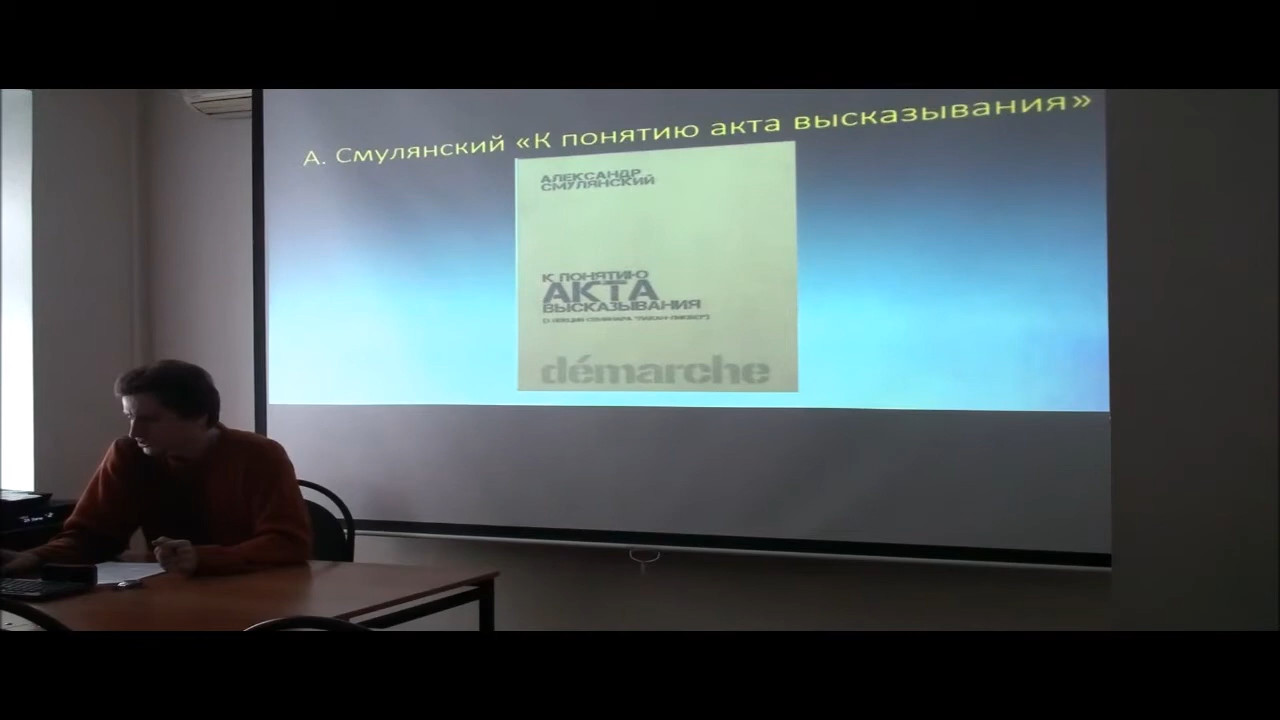 А. Смулянский «К понятию акта высказывания»
АЛЕКСАНДР
СМУЛЯНСКИЙ
К ПОНЯТИЮ
АКТА
ВЫСКАЗЫВАНИЯ
démarche